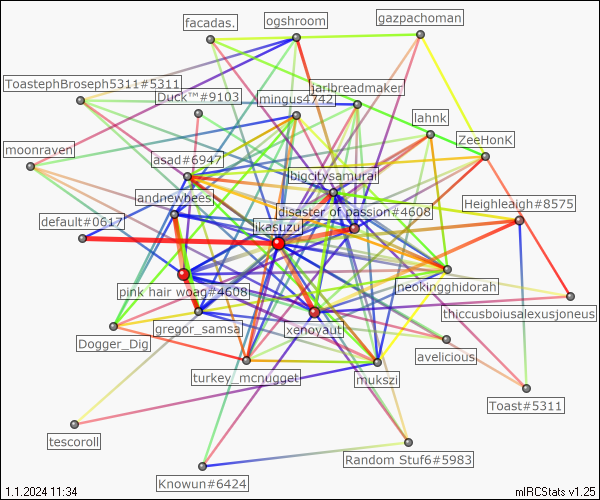 facadas.
ogshroom
gazpachoman
ToastephBroseph5311#5311
Duck™#9103
mingus4742
jarlbreadmaker
lahnk
ZeeHonK
moonraven
asad#6947
bigcitysamurai
andnewbees
disaster of passion#4608
Heighleaigh#8575
default#0617
ikasuzu
pink hair woag#4608
neokingghidorah
thiccusboiusalexusjoneus
gregor_samsa
xenoyaut
Dogger_Dig
avelicious
turkey_mcnugget
mukszi
Toast#5311
tescoroll
Random Stuf6#5983
Knowun#6424
1.1.2024 11:34
mIRCStats v1.25